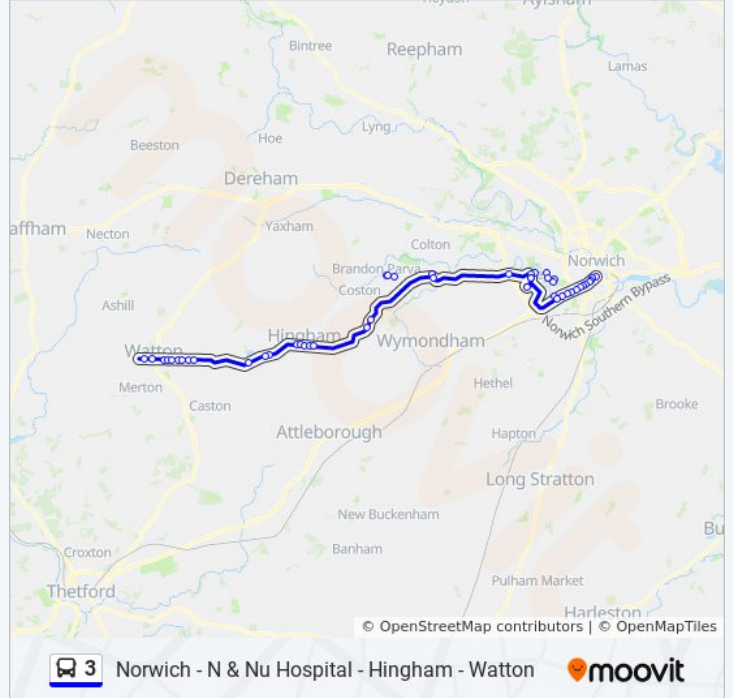 Aylsham
Bintree
Reepham
Lamas
Lyng
Hoe
Beeston
Dereham
affham
Necton
Yaxham
Colton
Norwich
Brandon Parva
Coston
Norwich Southern Bypass
Ashill
Hingham
Wymondham
Watton
Merton
Caston
Hethel
Brooke
Attleborough
Hapton
Long Stratton
New Buckenham
Bu
Banham
Croxton
Pulham Market
Thetford
Harleston
© OpenStreetMap contributors | © OpenMapTiles
3 Norwich - N & Nu Hospital - Hingham - Watton moovit